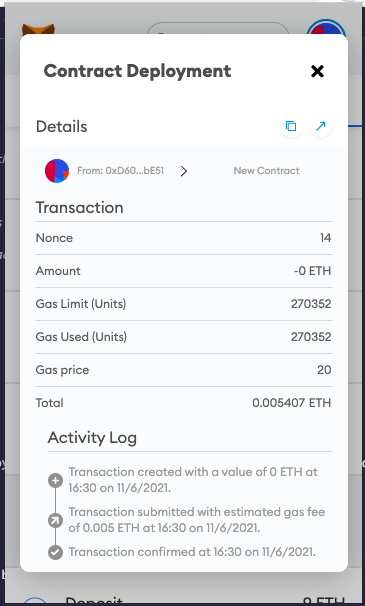 Contract Deployment
Details
From: 0xD60...bE51
New Contract
Transaction
Nonce 14
Amount -0 ETH
Gas Limit (Units) 270352
Gas Used (Units) 270352
Gas price 20
Total 0.005407 ETH
Activity Log
Transaction created with a value of 0 ETH at
16:30 on 11/6/2021.
Transaction submitted with estimated gas fee
of 0.005 ETH at 16:30 on 11/6/2021.
Transaction confirmed at 16:30 on 11/6/2021.